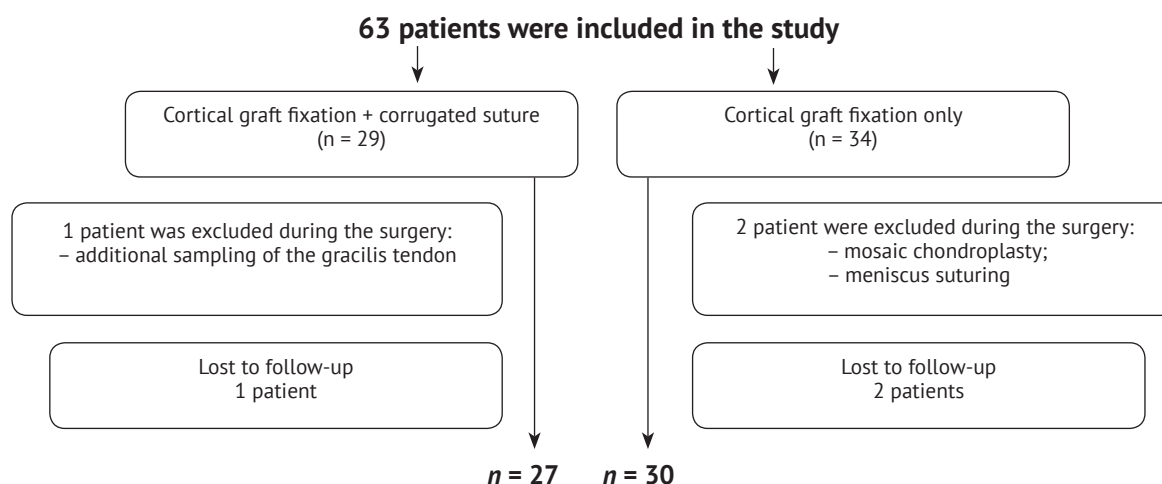 63 patients were included in the study
Cortical graft fixation + corrugated suture
(n = 29)
Cortical graft fixation only
(n = 34)
1 patient was excluded during the surgery:
– additional sampling of the gracilis tendon
2 patient were excluded during the surgery:
– mosaic chondroplasty;
– meniscus suturing
Lost to follow-up
1 patient
Lost to follow-up
2 patients
n = 27
n = 30